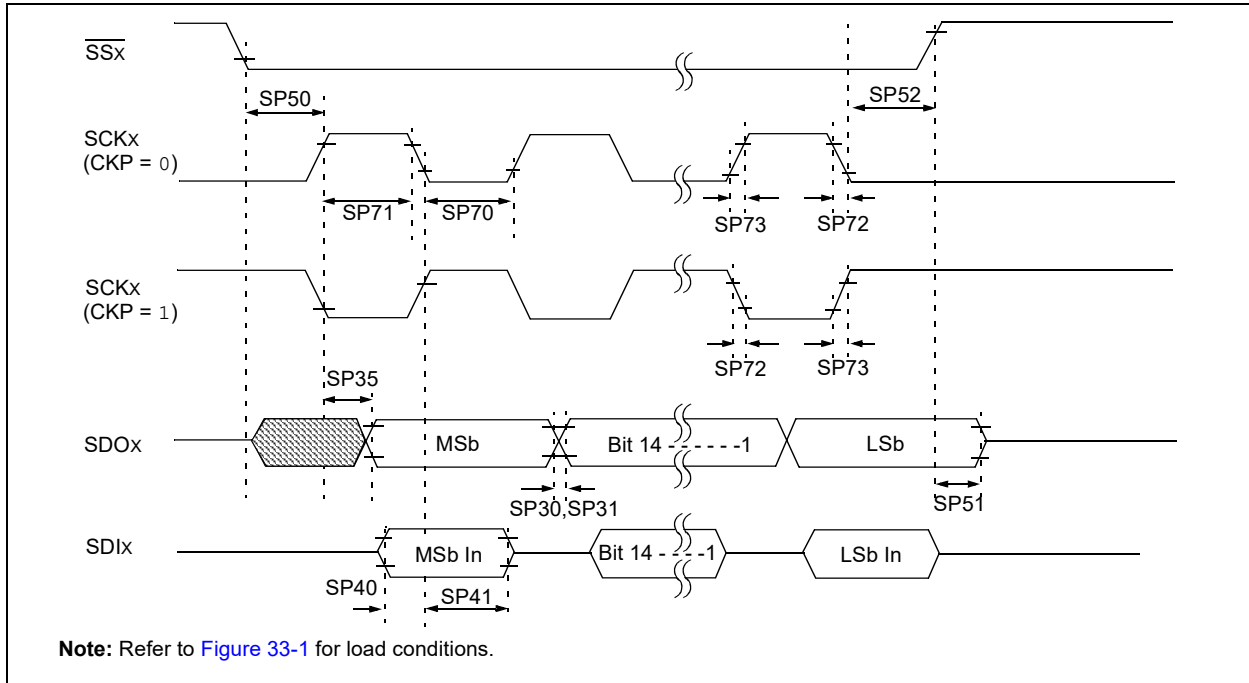 SSx
SP50
SP52
SCKx
(CKP = 0)
SP71
SP70
SP73
SP72
SCKx
(CKP = 1)
SP72
SP73
SP35
SDOx
MSb
Bit 14 - - - - - -1
LSb
SP30,SP31
SP51
SDIx
MSb In
Bit 14 - - - -1
LSb In
SP40
SP41
Note: Refer to Figure 33-1 for load conditions.